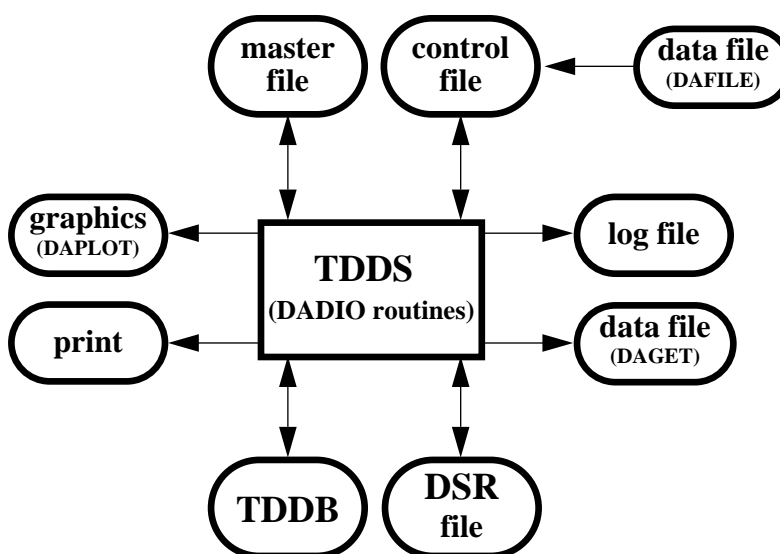 master
file
control
file
data file
(DAFILE)
graphics
(DAPLOT)
TDDS
(DADIO routines)
log file
print
data file
(DAGET)
TDDB
DSR
file